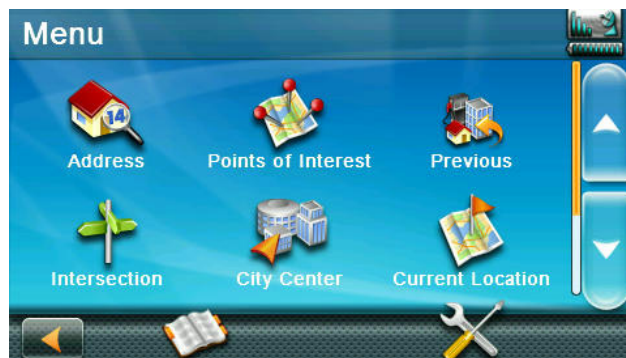 Menu
14
Address
Points of Interest
Previous
Intersection
City Center
Current Location